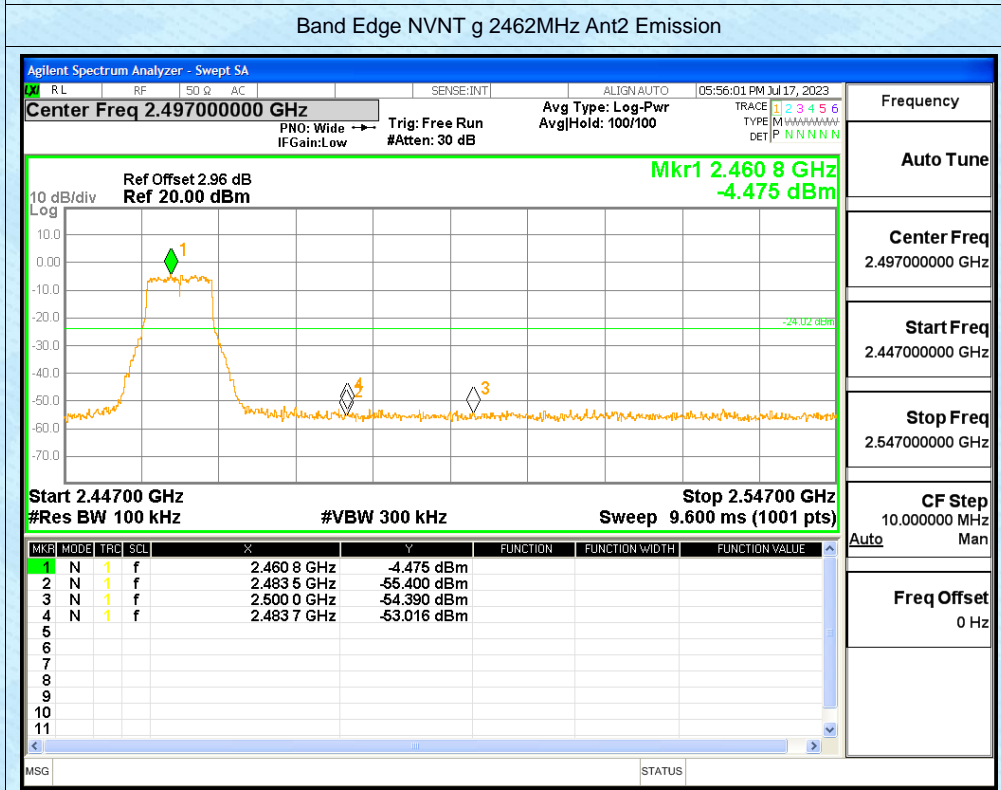 Band Edge NVNT g 2462MHz Ant2 Emission
Agilent Spectrum Analyzer - Swept SA
LXI RL RF 50 Ω AC SENSE:INT ALIGN AUTO 05:56:01 PM Jul 17, 2023
Center Freq 2.497000000 GHz
PNO: Wide
IFGain:Low
Trig: Free Run
#Atten: 30 dB
Avg Type: Log-Pwr
Avg|Hold: 100/100
TRACE 1 2 3 4 5 6
TYPE M WWWWW
DET P N N N N N
Mkr1 2.460 8 GHz
-4.475 dBm
Ref Offset 2.96 dB
10 dB/div Ref 20.00 dBm
Log
10.0
0.00
-10.0
-20.0
-30.0
-40.0
-50.0
-60.0
-70.0
-24.02 dBm
1
4
2
3
Start 2.44700 GHz Stop 2.54700 GHz
#Res BW 100 kHz #VBW 300 kHz Sweep 9.600 ms (1001 pts)
MKR MODE TRC SCL X Y FUNCTION FUNCTION WIDTH FUNCTION VALUE
1 N 1 f 2.460 8 GHz -4.475 dBm
2 N 1 f 2.483 5 GHz -55.400 dBm
3 N 1 f 2.500 0 GHz -54.390 dBm
4 N 1 f 2.483 7 GHz -53.016 dBm
5
6
7
8
9
10
11
MSG STATUS
Frequency
Auto Tune
Center Freq
2.497000000 GHz
Start Freq
2.447000000 GHz
Stop Freq
2.547000000 GHz
CF Step
10.000000 MHz
Auto Man
Freq Offset
0 Hz